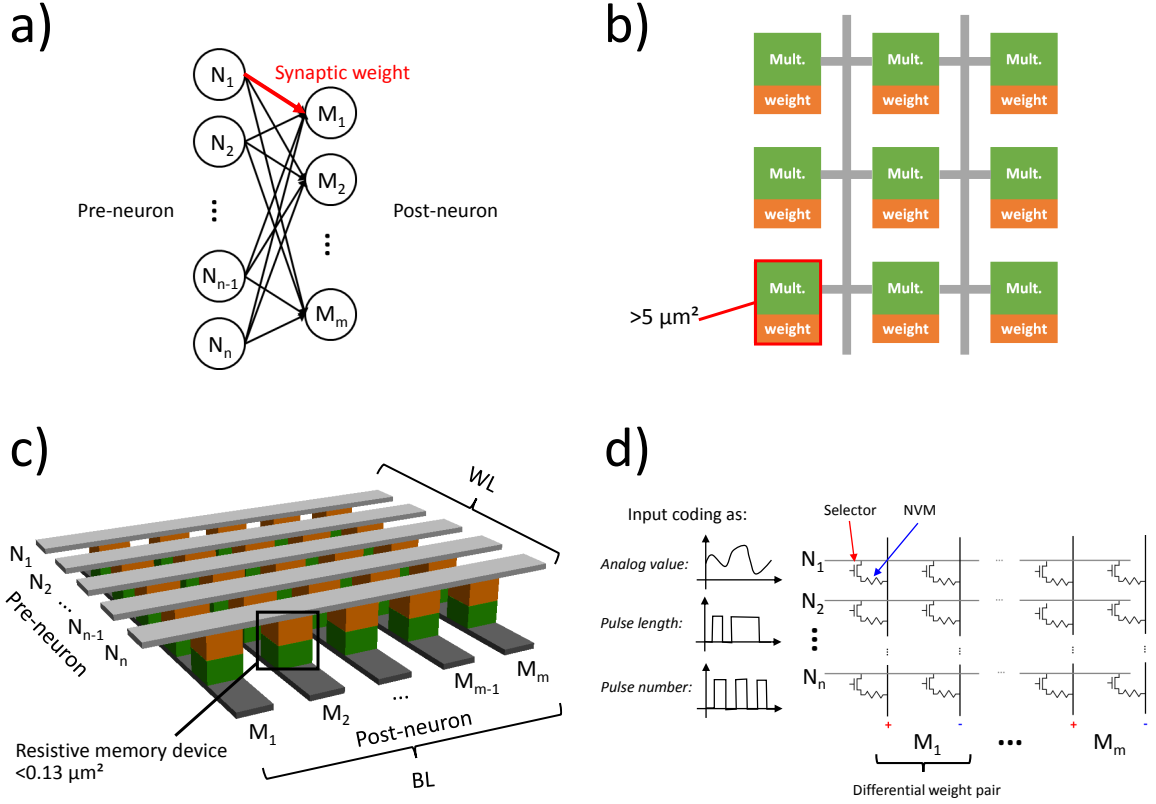 a)
N1
Synaptic weight
M1
N2
M2
Pre-neuron
⋮
Post-neuron
⋮
Nn-1
Mm
Nn
b)
Mult. Mult. Mult.
weight weight weight
Mult. Mult. Mult.
weight weight weight
Mult. Mult. Mult.
>5 µm²
weight weight weight
c)
WL
N1
N2
...
Nn-1
Nn
Pre-neuron
M1
M2
...
Mm-1
Mm
Post-neuron
BL
Resistive memory device
<0.13 µm²
d)
Input coding as:
Selector
NVM
Analog value:
Pulse length:
Pulse number:
N1 ...
N2 ...
⋮ ... ... ... ...
Nn ...
+ - + -
M1 ... Mm
Differential weight pair